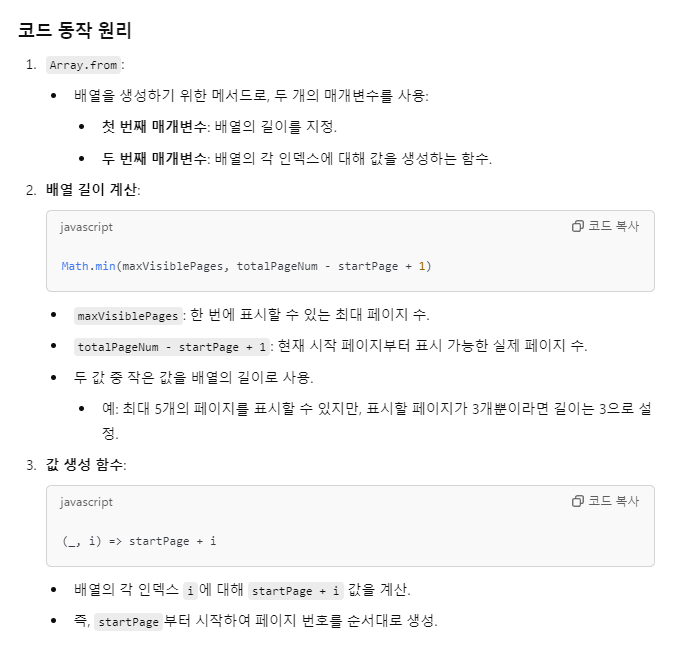 코드 동작 원리
1. Array.from:
• 배열을 생성하기 위한 메서드로, 두 개의 매개변수를 사용:
• 첫 번째 매개변수: 배열의 길이를 지정.
• 두 번째 매개변수: 배열의 각 인덱스에 대해 값을 생성하는 함수.
2. 배열 길이 계산:
javascript 코드 복사
Math.min(maxVisiblePages, totalPageNum - startPage + 1)
• maxVisiblePages: 한 번에 표시할 수 있는 최대 페이지 수.
• totalPageNum - startPage + 1: 현재 시작 페이지부터 표시 가능한 실제 페이지 수.
• 두 값 중 작은 값을 배열의 길이로 사용.
• 예: 최대 5개의 페이지를 표시할 수 있지만, 표시할 페이지가 3개뿐이라면 길이는 3으로 설
정.
3. 값 생성 함수:
javascript 코드 복사
(_, i) => startPage + i
• 배열의 각 인덱스 i에 대해 startPage + i 값을 계산.
• 즉, startPage부터 시작하여 페이지 번호를 순서대로 생성.